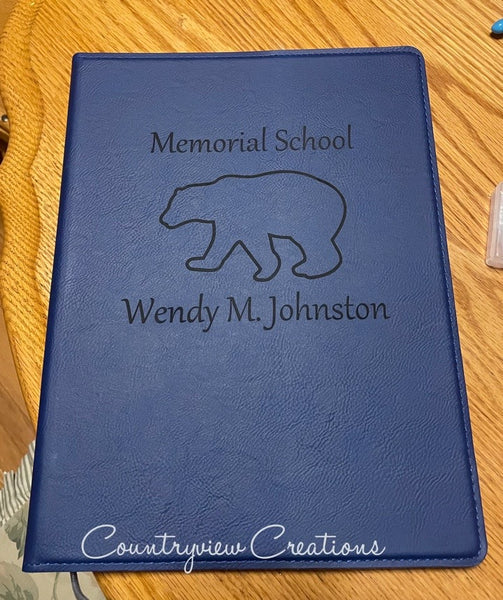 Memorial School
Wendy M. Johnston
Countryview Creations